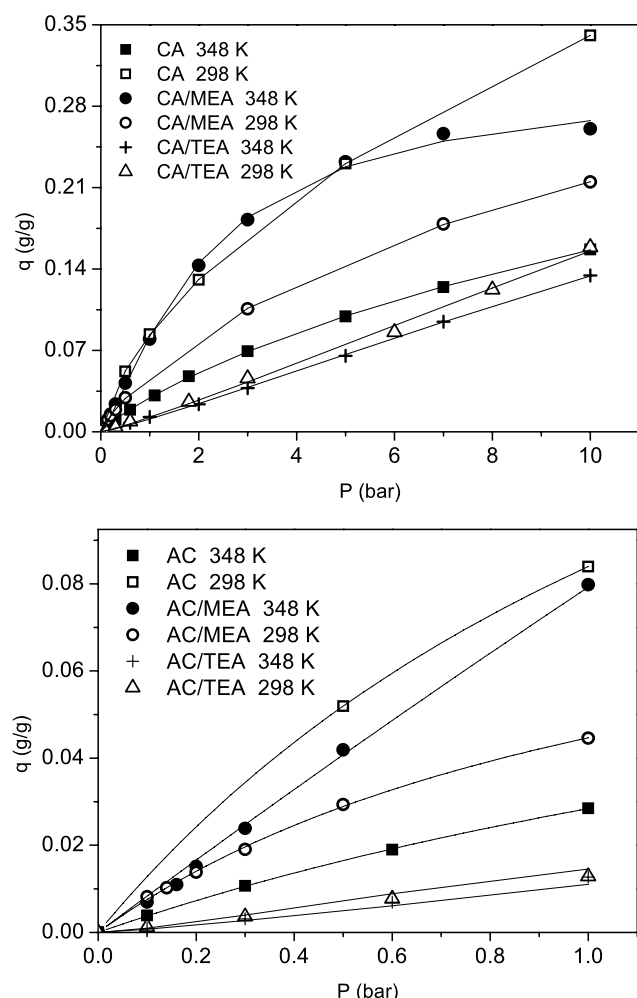 0.35
0.28
0.21
0.14
0.07
0.00
q (g/g)
CA 348 K
CA 298 K
CA/MEA 348 K
CA/MEA 298 K
CA/TEA 348 K
CA/TEA 298 K
0 2 4 6 8 10
P (bar)
0.08
0.06
0.04
0.02
0.00
q (g/g)
AC 348 K
AC 298 K
AC/MEA 348 K
AC/MEA 298 K
AC/TEA 348 K
AC/TEA 298 K
0.0 0.2 0.4 0.6 0.8 1.0
P (bar)